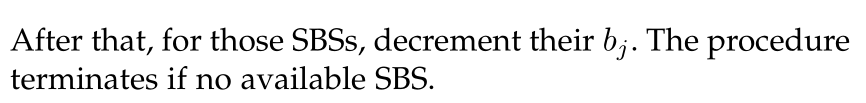 After that, for those SBSs, decrement their b_j. The procedure
terminates if no available SBS.